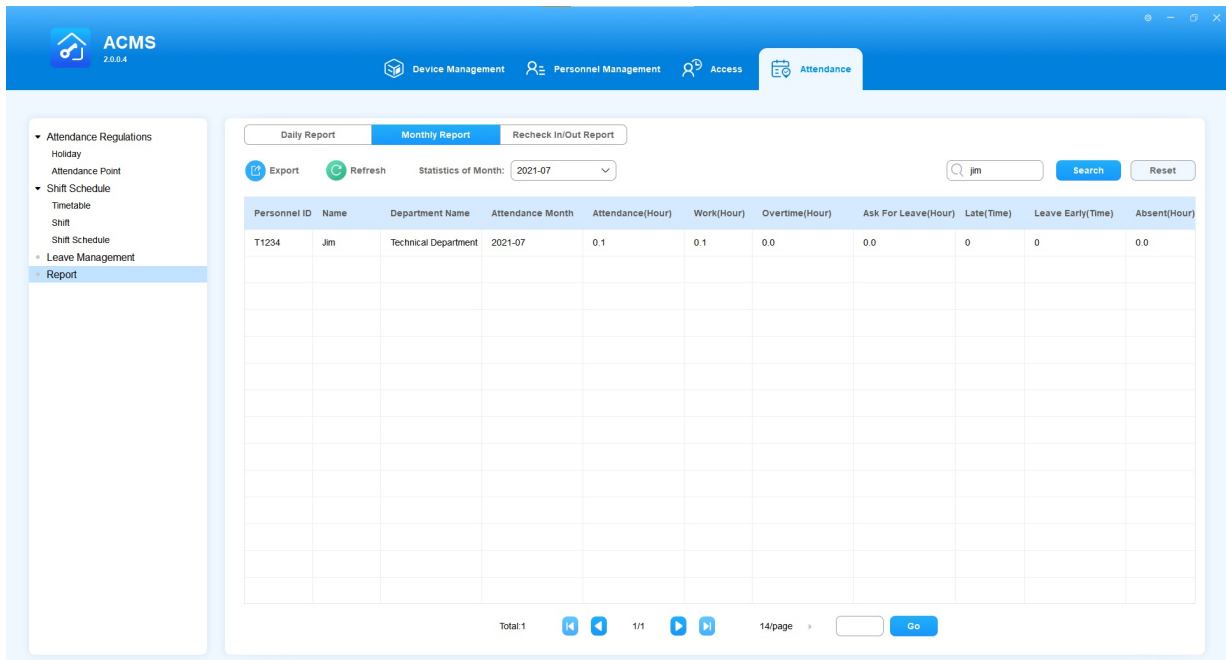 ACMS
2.0.0.4
Device Management Personnel Management Access Attendance
Attendance Regulations
Holiday
Attendance Point
Shift Schedule
Timetable
Shift
Shift Schedule
Leave Management
Report
Daily Report Monthly Report Recheck In/Out Report
Export Refresh Statistics of Month: 2021-07 jim Search Reset
Personnel ID Name Department Name Attendance Month Attendance(Hour) Work(Hour) Overtime(Hour) Ask For Leave(Hour) Late(Time) Leave Early(Time) Absent(Hour)
T1234 Jim Technical Department 2021-07 0.1 0.1 0.0 0.0 0 0 0.0
Total:1 1/1 14/page Go